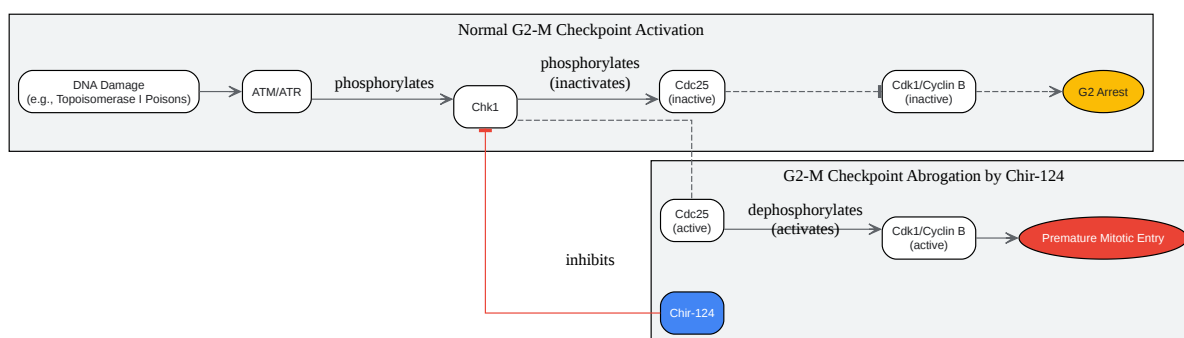 Normal G2-M Checkpoint Activation
DNA Damage
(e.g., Topoisomerase I Poisons)
ATM/ATR
phosphorylates
Chk1
phosphorylates
(inactivates)
Cdc25
(inactive)
Cdk1/Cyclin B
(inactive)
G2 Arrest
G2-M Checkpoint Abrogation by Chir-124
Cdc25
(active)
dephosphorylates
(activates)
Cdk1/Cyclin B
(active)
Premature Mitotic Entry
inhibits
Chir-124